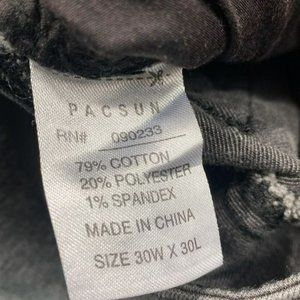 PACSUN
RN# 090233
79% COTTON
20% POLYESTER
1% SPANDEX
MADE IN CHINA
SIZE 30W X 30L